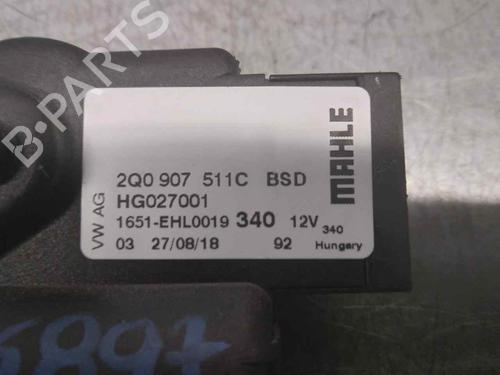 B-PARTS
VW AG
2Q0 907 511C BSD
HG027001
1651-EHL0019 340 12V 340
03 27/08/18 92 Hungary
MAHLE